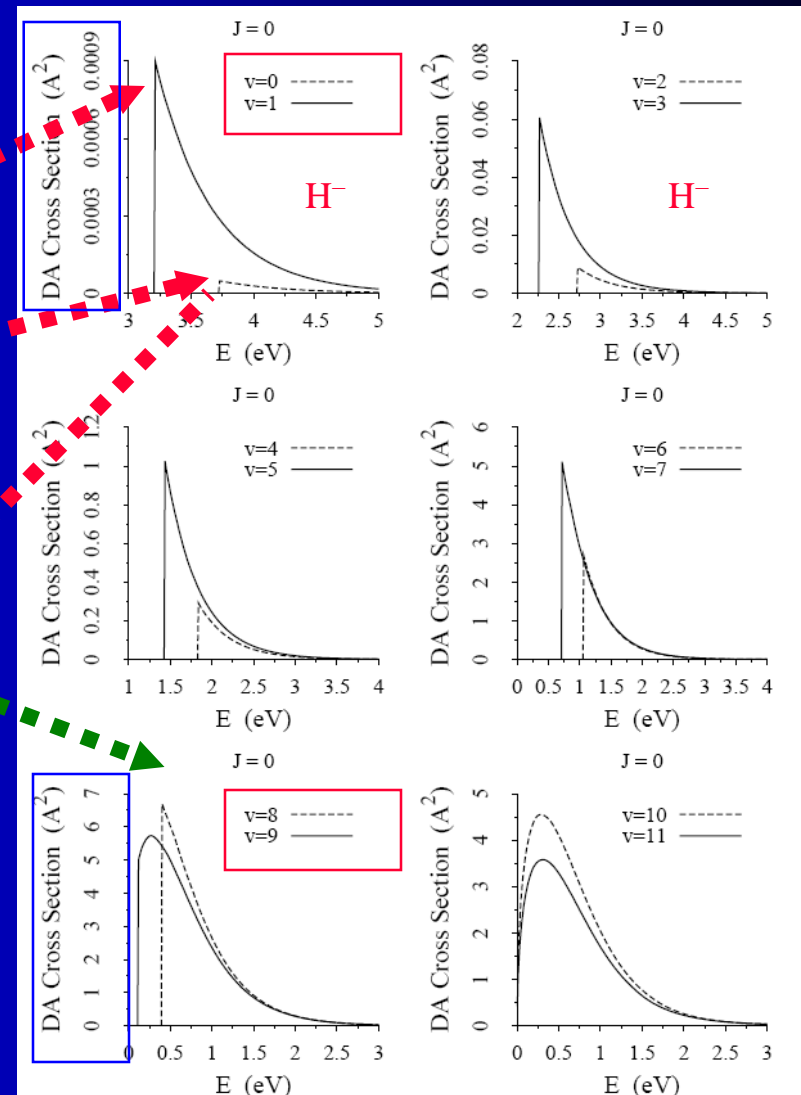 J = 0
DA Cross Section (A²)
0 0.0003 0.0006 0.0009
v=0
v=1
H⁻
3 3.5 4 4.5 5
E (eV)
J = 0
DA Cross Section (A²)
0 0.02 0.04 0.06 0.08
v=2
v=3
H⁻
2 2.5 3 3.5 4 4.5 5
E (eV)
J = 0
DA Cross Section (A²)
0 0.2 0.4 0.6 0.8 1 1.2
v=4
v=5
1 1.5 2 2.5 3 3.5 4
E (eV)
J = 0
DA Cross Section (A²)
0 1 2 3 4 5 6
v=6
v=7
0 0.5 1 1.5 2 2.5 3 3.5 4
E (eV)
J = 0
DA Cross Section (A²)
0 1 2 3 4 5 6 7
v=8
v=9
0 0.5 1 1.5 2 2.5 3
E (eV)
J = 0
DA Cross Section (A²)
0 1 2 3 4 5
v=10
v=11
0 0.5 1 1.5 2 2.5 3
E (eV)